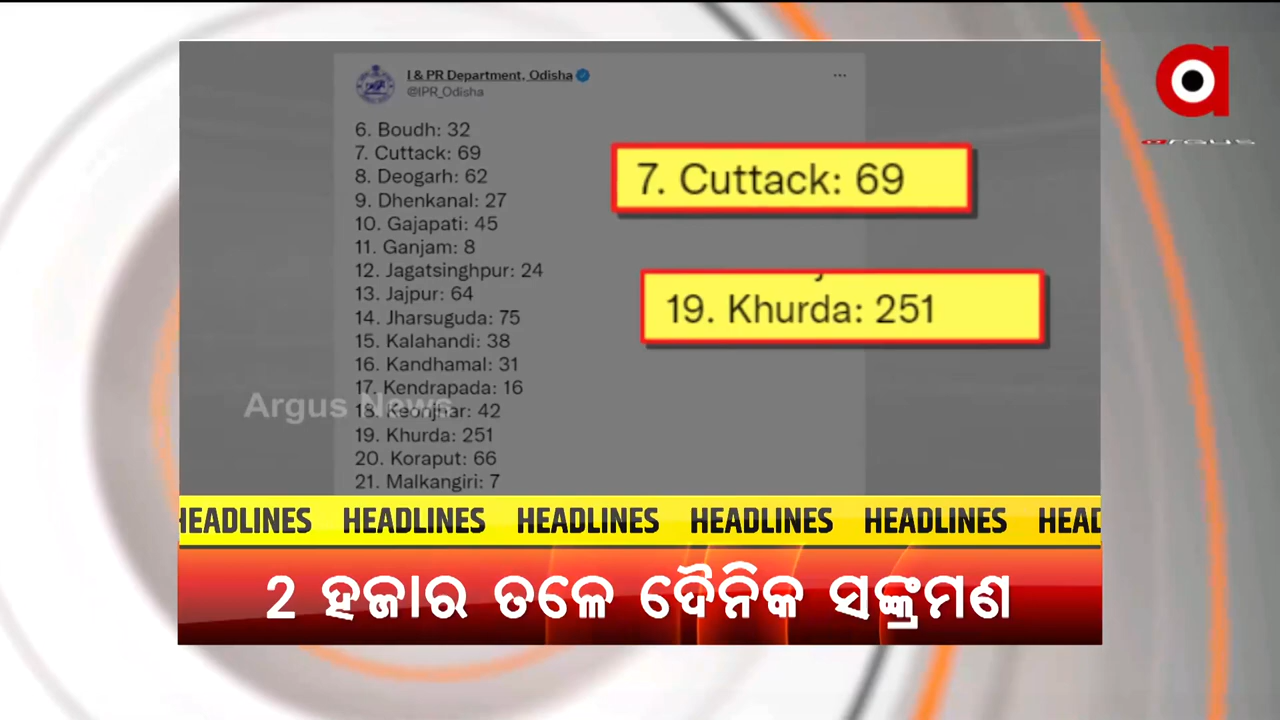 I & PR Department, Odisha
@IPR_Odisha
6. Boudh: 32
7. Cuttack: 69
8. Deogarh: 62
9. Dhenkanal: 27
10. Gajapati: 45
11. Ganjam: 8
12. Jagatsinghpur: 24
13. Jajpur: 64
14. Jharsuguda: 75
15. Kalahandi: 38
16. Kandhamal: 31
17. Kendrapada: 16
18. Keonjhar: 42
19. Khurda: 251
20. Koraput: 66
21. Malkangiri: 7
7. Cuttack: 69
19. Khurda: 251
Argus News
argus
HEADLINES HEADLINES HEADLINES HEADLINES HEADLINES HEAD
2 ହଜାର ତଳେ ଦୈନିକ ସଙ୍କ୍ରମଣ